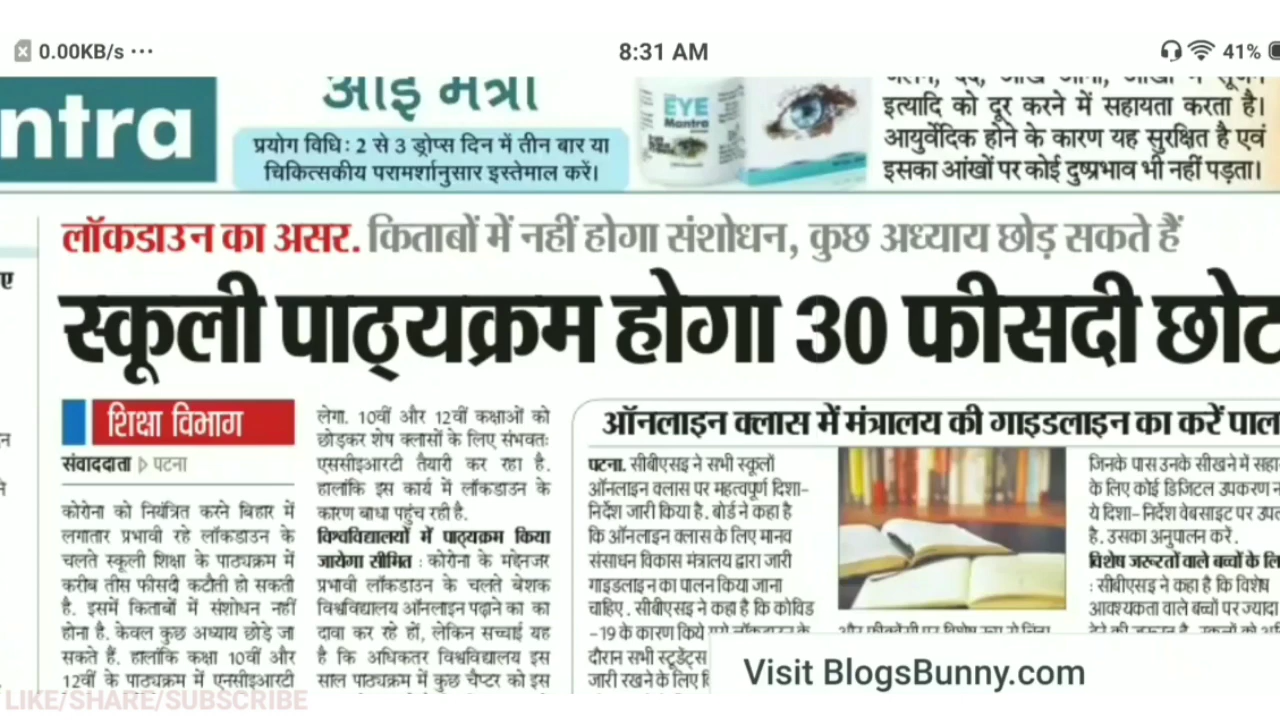 0.00KB/s ...
8:31 AM
41%
ntra
आइ मंत्रा
प्रयोग विधि: 2 से 3 ड्रोप्स दिन में तीन बार या
चिकित्सकीय परामर्शानुसार इस्तेमाल करें।
EYE
Mantra
इत्यादि को दूर करने में सहायता करता है।
आयुर्वेदिक होने के कारण यह सुरक्षित है एवं
इसका आंखों पर कोई दुष्प्रभाव भी नहीं पड़ता।
लॉकडाउन का असर. किताबों में नहीं होगा संशोधन, कुछ अध्याय छोड़ सकते हैं
स्कूली पाठ्यक्रम होगा 30 फीसदी छोट
शिक्षा विभाग
संवाददाता ▷ पटना
कोरोना को नियंत्रित करने बिहार में
लगातार प्रभावी रहे लॉकडाउन के
चलते स्कूली शिक्षा के पाठ्यक्रम में
करीब तीस फीसदी कटौती हो सकती
है. इसमें किताबों में संशोधन नहीं
होना है. केवल कुछ अध्याय छोड़े जा
सकते हैं. हालांकि कक्षा 10वीं और
12वीं के पाठ्यक्रम में एनसीइआरटी
लेगा. 10वीं और 12वीं कक्षाओं को
छोड़कर शेष क्लासों के लिए संभवतः
एससीइआरटी तैयारी कर रहा है.
हालांकि इस कार्य में लॉकडाउन के
कारण बाधा पहुंच रही है.
विश्वविद्यालयों में पाठ्यक्रम किया
जायेगा सीमित : कोरोना के मद्देनजर
प्रभावी लॉकडाउन के चलते बेशक
विश्वविद्यालय ऑनलाइन पढ़ाने का का
दावा कर रहे हों, लेकिन सच्चाई यह
है कि अधिकतर विश्वविद्यालय इस
साल पाठ्यक्रम में कुछ चैप्टर को इस
ऑनलाइन क्लास में मंत्रालय की गाइडलाइन का करें पाल
पटना. सीबीएसइ ने सभी स्कूलों
ऑनलाइन क्लास पर महत्वपूर्ण दिशा-
निर्देश जारी किया है. बोर्ड ने कहा है
कि ऑनलाइन क्लास के लिए मानव
संसाधन विकास मंत्रालय द्वारा जारी
गाइडलाइन का पालन किया जाना
चाहिए. सीबीएसइ ने कहा है कि कोविड
-19 के कारण किये गये लॉकडाउन के
दौरान सभी स्टूडेंट्स
जारी रखने के लिए
जिनके पास उनके सीखने में सहा
के लिए कोई डिजिटल उपकरण न
ये दिशा-निर्देश वेबसाइट पर उपल
है. उसका अनुपालन करें.
विशेष जरूरतों वाले बच्चों के लि
: सीबीएसइ ने कहा है कि विशेष
आवश्यकता वाले बच्चों पर ज्यादा
Visit BlogsBunny.com
LIKE/SHARE/SUBSCRIBE